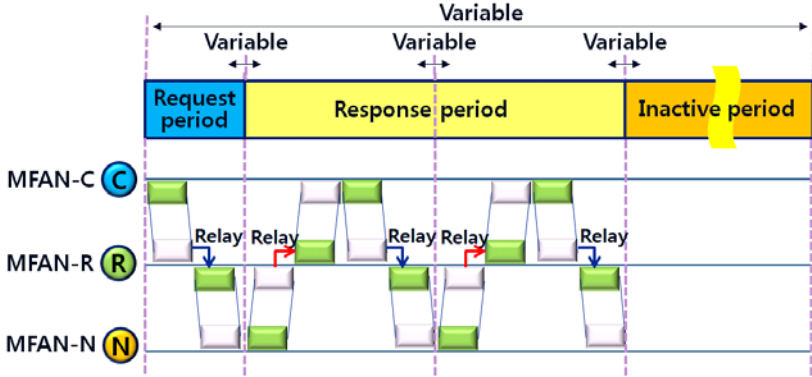 Variable
Variable Variable Variable
Request period Response period Inactive period
MFAN-C C
Relay Relay Relay Relay Relay
MFAN-R R
MFAN-N N